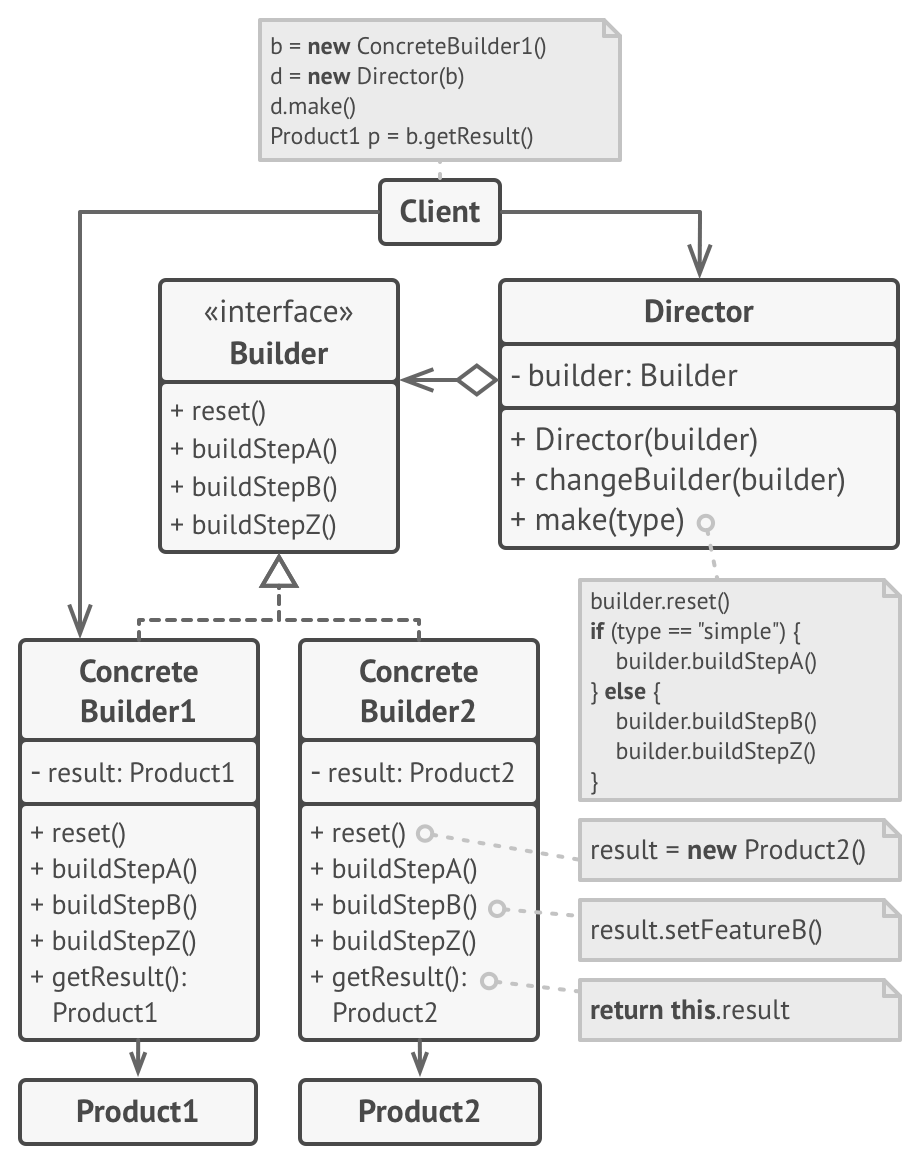 b = new ConcreteBuilder1()
d = new Director(b)
d.make()
Product1 p = b.getResult()
Client
«interface»
Builder
+ reset()
+ buildStepA()
+ buildStepB()
+ buildStepZ()
Director
- builder: Builder
+ Director(builder)
+ changeBuilder(builder)
+ make(type)
builder.reset()
if (type == "simple") {
builder.buildStepA()
} else {
builder.buildStepB()
builder.buildStepZ()
}
Concrete
Builder1
- result: Product1
+ reset()
+ buildStepA()
+ buildStepB()
+ buildStepZ()
+ getResult():
Product1
Concrete
Builder2
- result: Product2
+ reset()
+ buildStepA()
+ buildStepB()
+ buildStepZ()
+ getResult():
Product2
result = new Product2()
result.setFeatureB()
return this.result
Product1
Product2